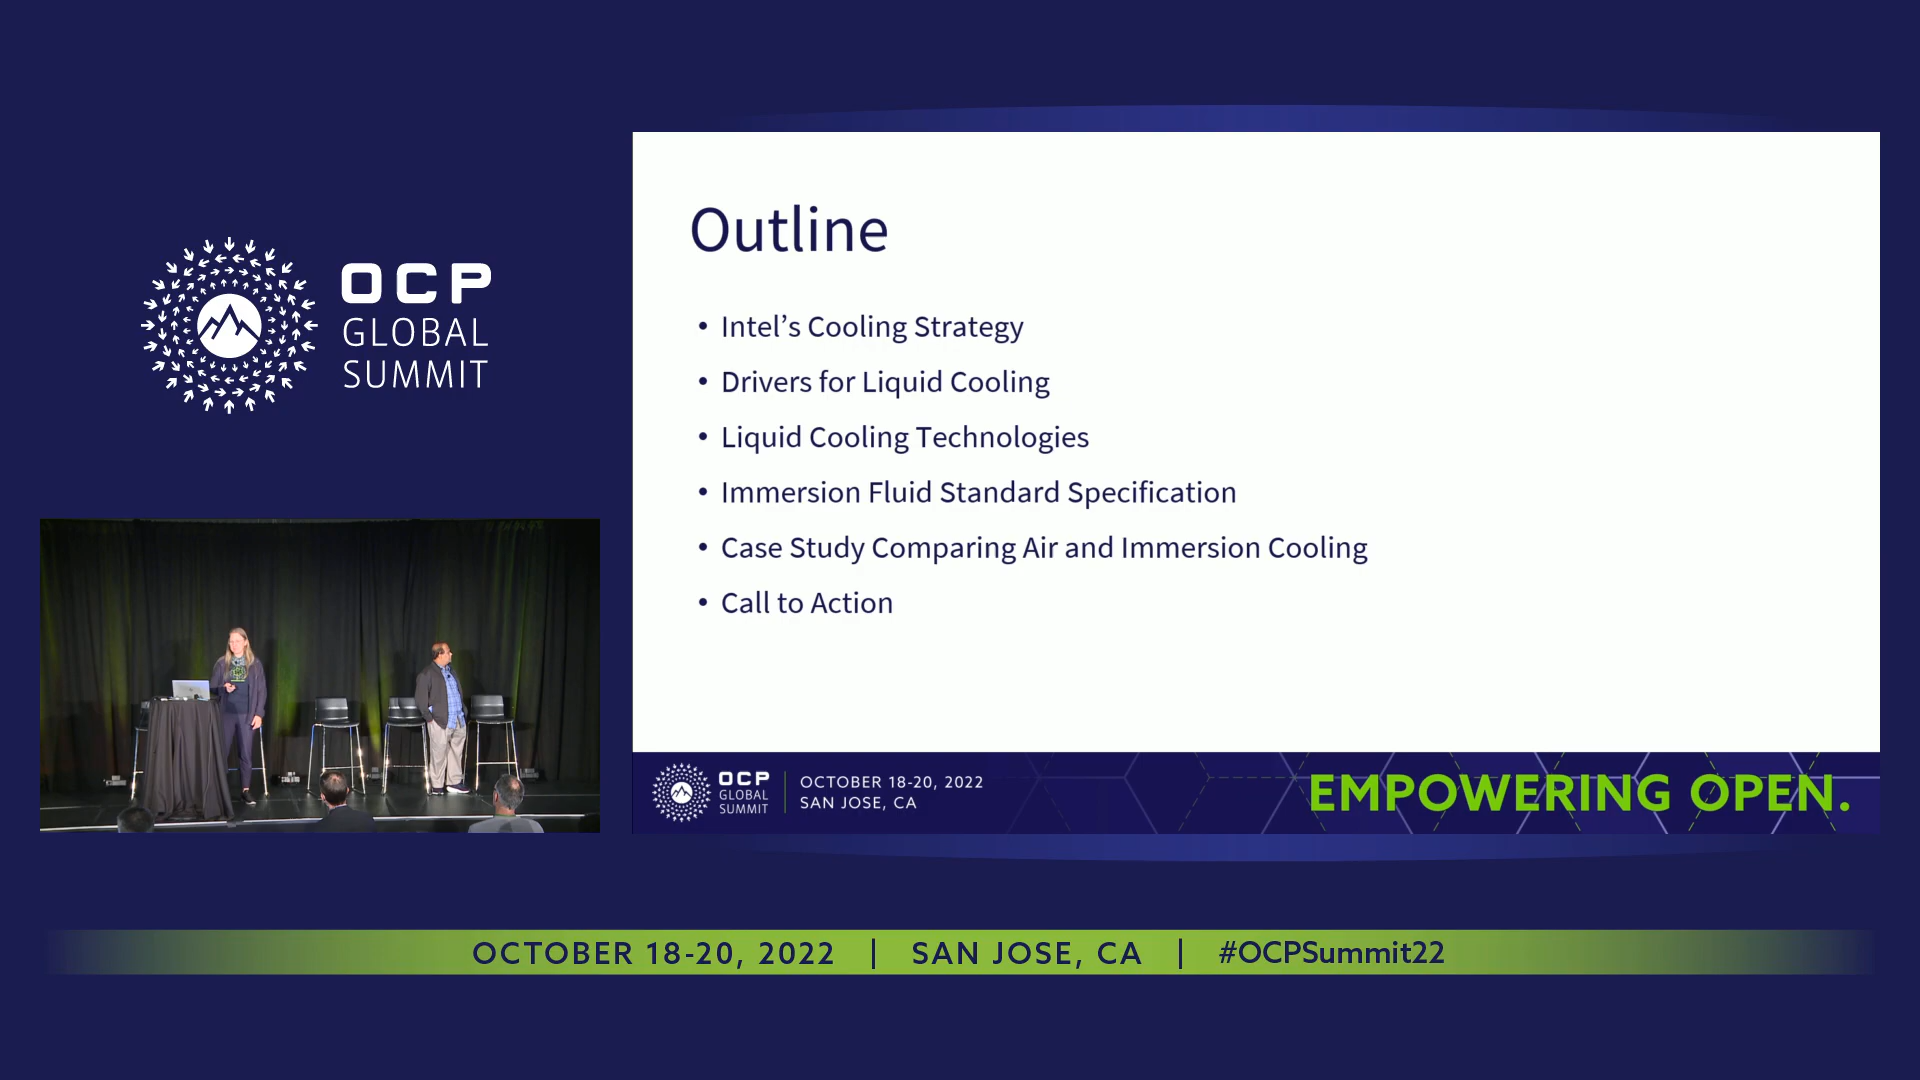 OCP
GLOBAL
SUMMIT
Outline
• Intel’s Cooling Strategy
• Drivers for Liquid Cooling
• Liquid Cooling Technologies
• Immersion Fluid Standard Specification
• Case Study Comparing Air and Immersion Cooling
• Call to Action
OCP
GLOBAL
SUMMIT
OCTOBER 18-20, 2022
SAN JOSE, CA
EMPOWERING OPEN.
OCTOBER 18-20, 2022 | SAN JOSE, CA | #OCPSummit22